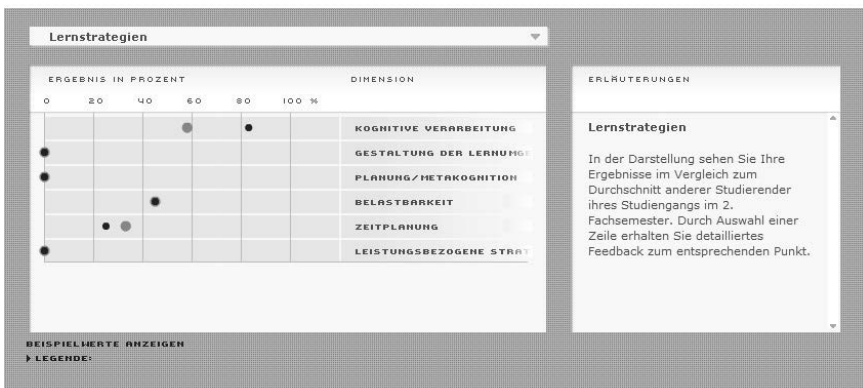 Lernstrategien
ERGEBNIS IN PROZENT
DIMENSION
0 20 40 60 80 100 %
KOGNITIVE VERARBEITUNG
GESTALTUNG DER LERNUMGE
PLANUNG/METAKOGNITION
BELASTBARKEIT
ZEITPLANUNG
LEISTUNGSBEZOGENE STRAT
ERLÄUTERUNGEN
Lernstrategien
In der Darstellung sehen Sie Ihre
Ergebnisse im Vergleich zum
Durchschnitt anderer Studierender
ihres Studiengangs im 2.
Fachsemester. Durch Auswahl einer
Zeile erhalten Sie detailliertes
Feedback zum entsprechenden Punkt.
BEISPIELWERTE ANZEIGEN
LEGENDE: